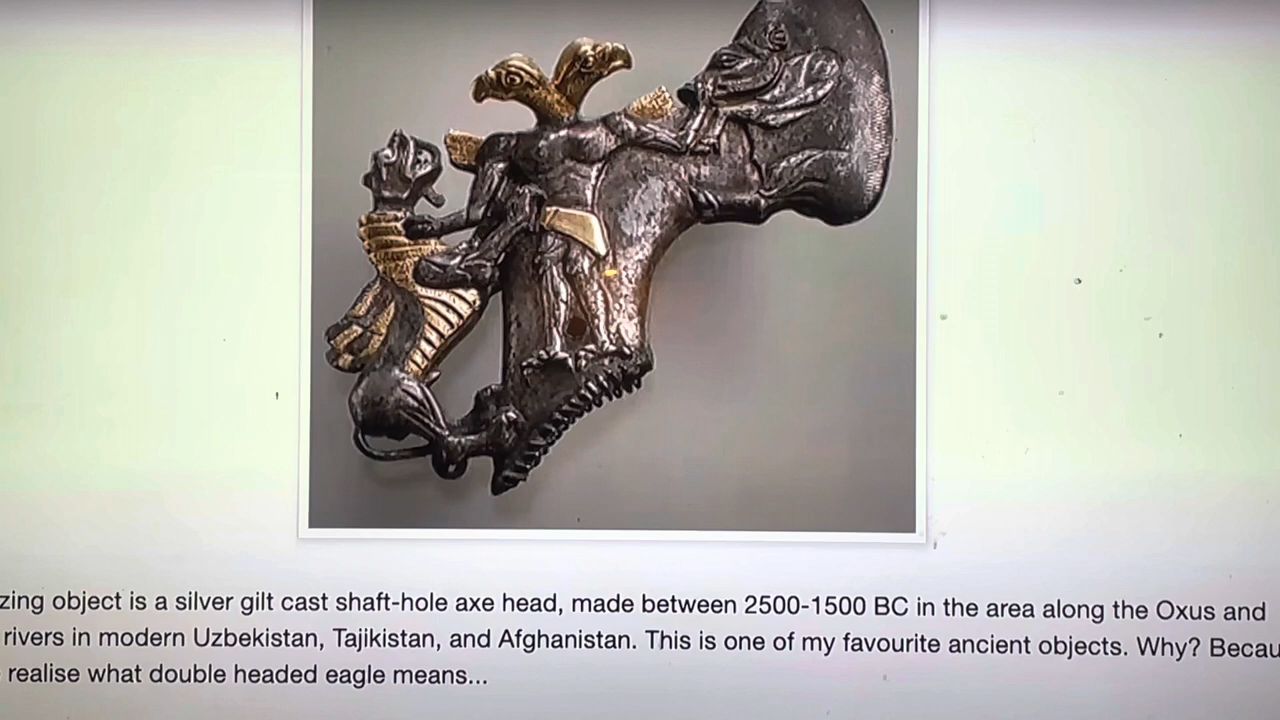 zing object is a silver gilt cast shaft-hole axe head, made between 2500-1500 BC in the area along the Oxus and
rivers in modern Uzbekistan, Tajikistan, and Afghanistan. This is one of my favourite ancient objects. Why? Becau
realise what double headed eagle means...